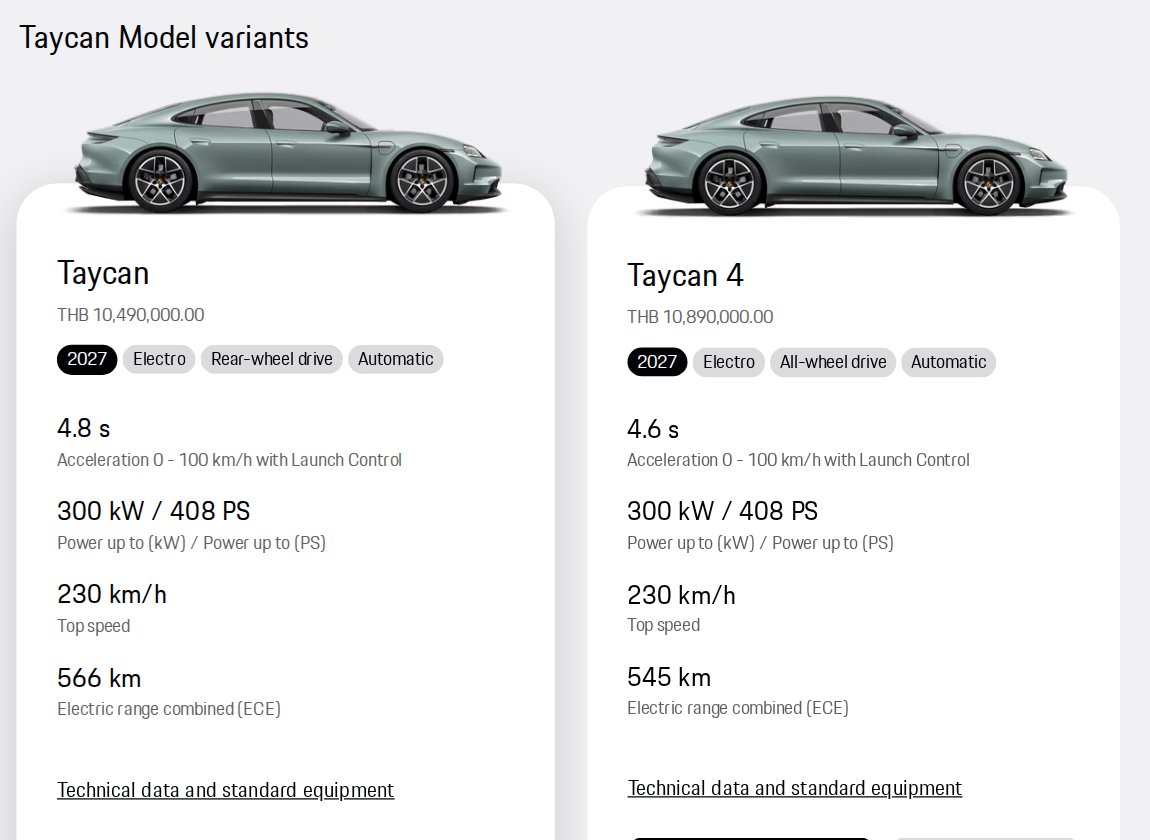 Taycan Model variants
Taycan
THB 10,490,000.00
2027 Electro Rear-wheel drive Automatic
4.8 s
Acceleration 0 - 100 km/h with Launch Control
300 kW / 408 PS
Power up to (kW) / Power up to (PS)
230 km/h
Top speed
566 km
Electric range combined (ECE)
Technical data and standard equipment
Taycan 4
THB 10,890,000.00
2027 Electro All-wheel drive Automatic
4.6 s
Acceleration 0 - 100 km/h with Launch Control
300 kW / 408 PS
Power up to (kW) / Power up to (PS)
230 km/h
Top speed
545 km
Electric range combined (ECE)
Technical data and standard equipment